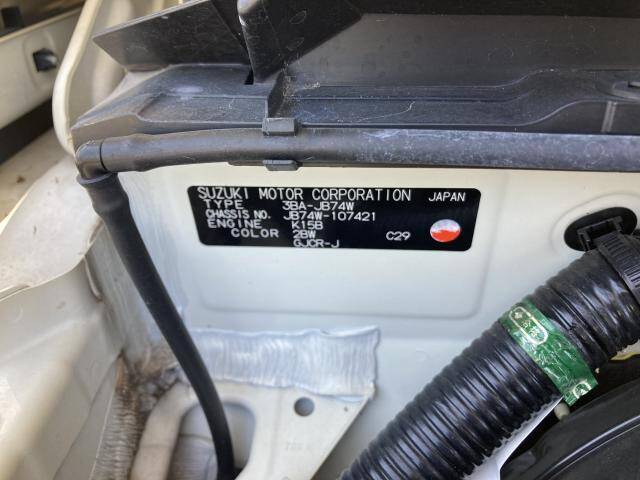 SUZUKI MOTOR CORPORATION JAPAN
TYPE 3BA-JB74W
CHASSIS NO. JB74W-107421
ENGINE K15B
COLOR 2BW C29
GJCR-J